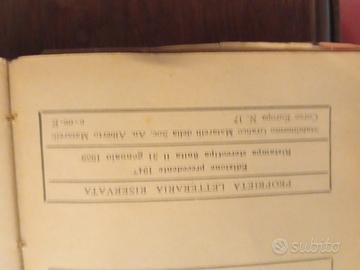 PROPRIETÀ LETTERARIA RISERVATA
Edizione precedente 1947
Ristampa stereotipa finita il 31 gennaio 1959
Stabilimento Grafico Matarelli della Soc. An. Alberto Matarelli
Corso Europa N. 17
subito